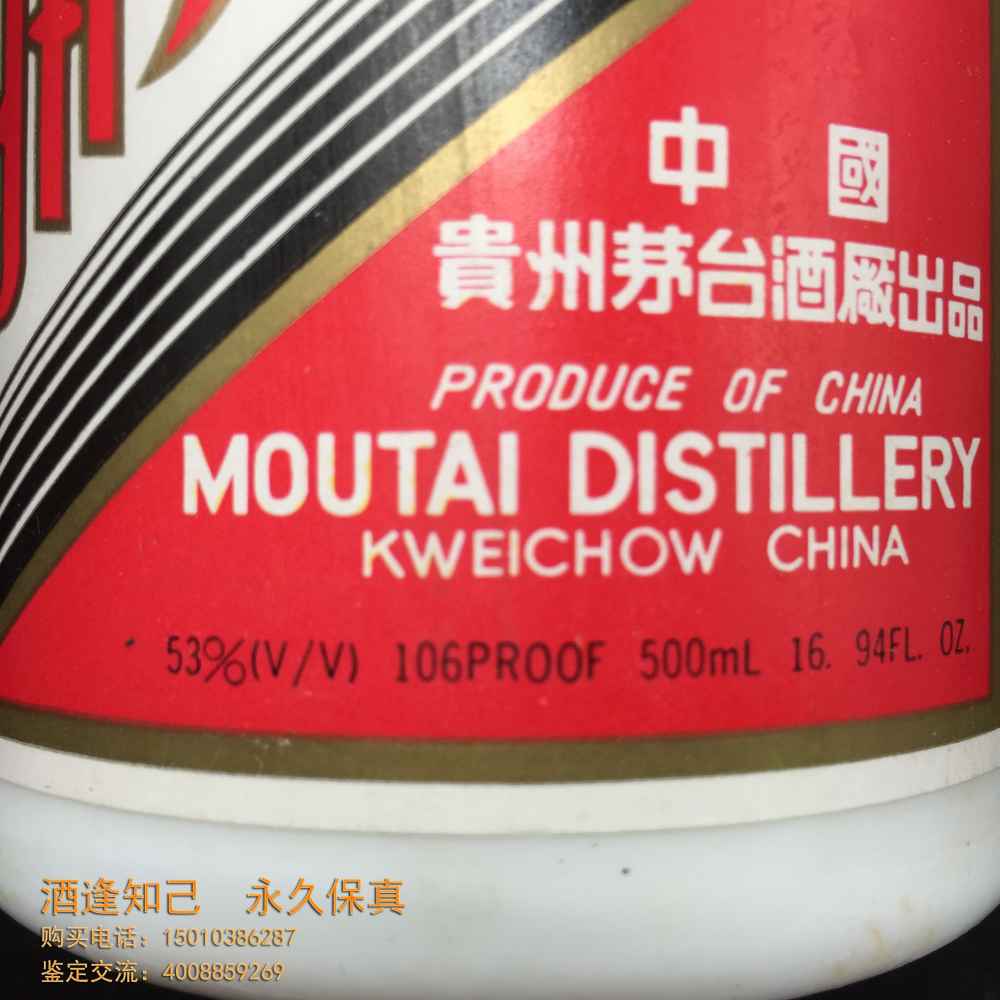 中 國
貴州茅台酒廠出品
PRODUCE OF CHINA
MOUTAI DISTILLERY
KWEICHOW CHINA
53%(V/V) 106PROOF 500mL 16. 94FL. OZ.
酒逢知己 永久保真
购买电话：15010386287
鉴定交流：4008859269